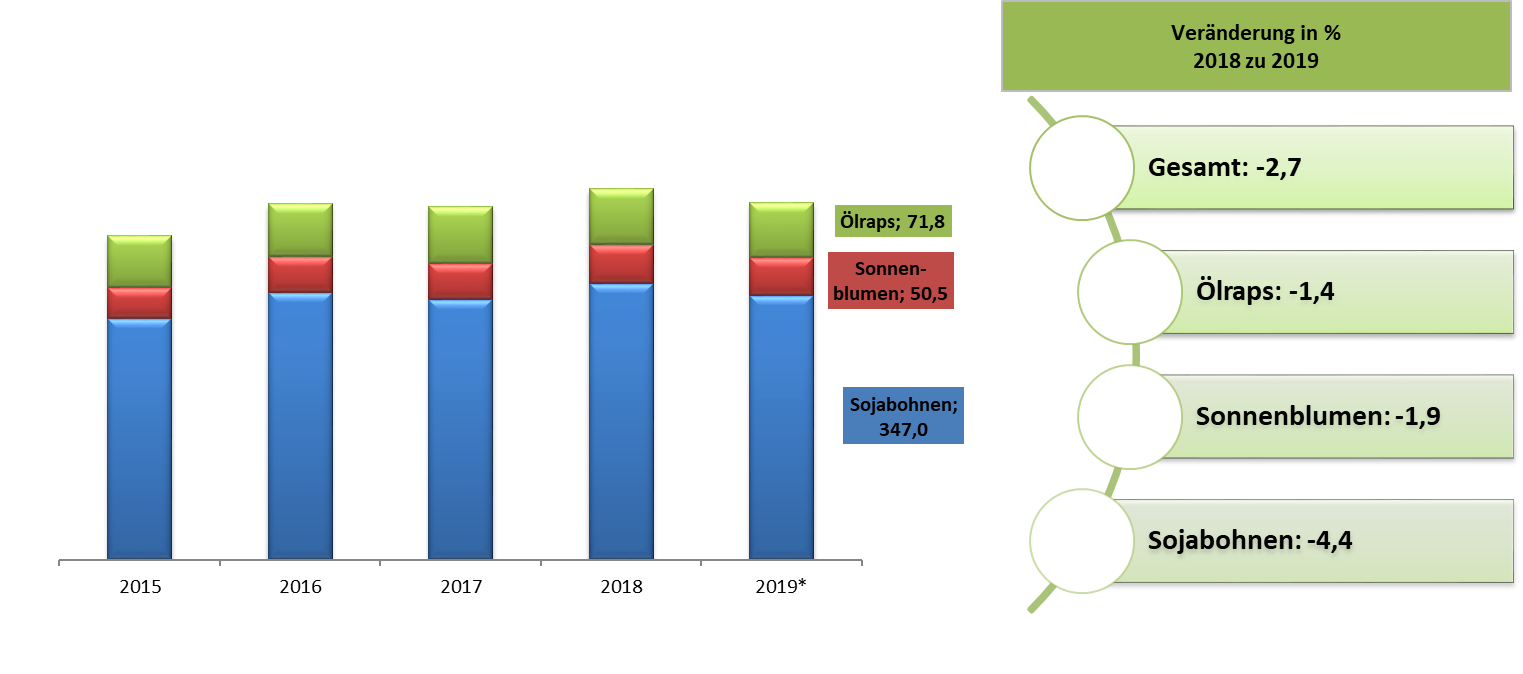 Veränderung in %
2018 zu 2019
Gesamt: -2,7
Ölraps: -1,4
Sonnenblumen: -1,9
Sojabohnen: -4,4
Ölraps; 71,8
Sonnen-
blumen; 50,5
Sojabohnen;
347,0
2015
2016
2017
2018
2019*